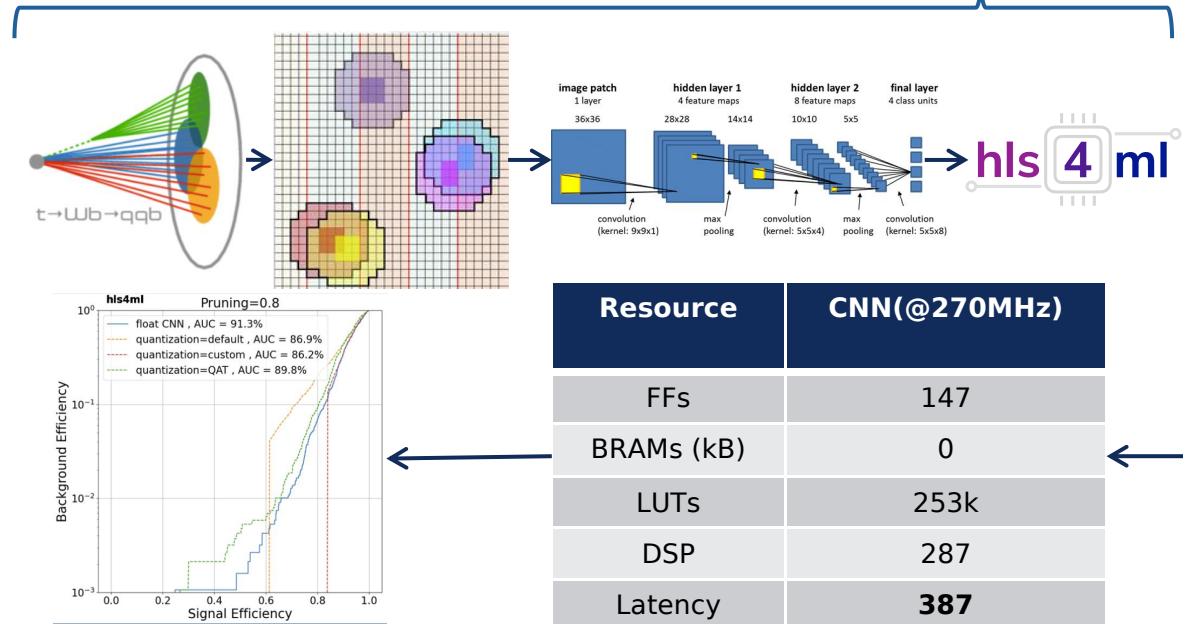 t→Wb→qqb
image patch
1 layer
36x36
hidden layer 1
4 feature maps
28x28
14x14
hidden layer 2
8 feature maps
10x10
5x5
final layer
4 class units
convolution
(kernel: 9x9x1)
max
pooling
convolution
(kernel: 5x5x4)
max
pooling
convolution
(kernel: 5x5x8)
hls 4 ml
hls4ml
Pruning=0.8
float CNN , AUC = 91.3%
quantization=default , AUC = 86.9%
quantization=custom , AUC = 86.2%
quantization=QAT , AUC = 89.8%
Background Efficiency
10⁰
10⁻¹
10⁻²
10⁻³
0.0 0.2 0.4 0.6 0.8 1.0
Signal Efficiency
Resource CNN(@270MHz)
FFs 147
BRAMs (kB) 0
LUTs 253k
DSP 287
Latency 387